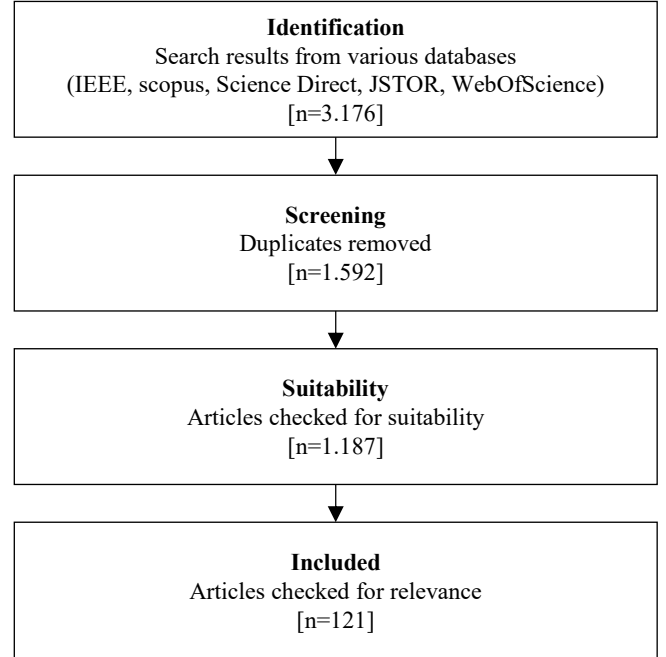 Identification
Search results from various databases
(IEEE, scopus, Science Direct, JSTOR, WebOfScience)
[n=3.176]
Screening
Duplicates removed
[n=1.592]
Suitability
Articles checked for suitability
[n=1.187]
Included
Articles checked for relevance
[n=121]